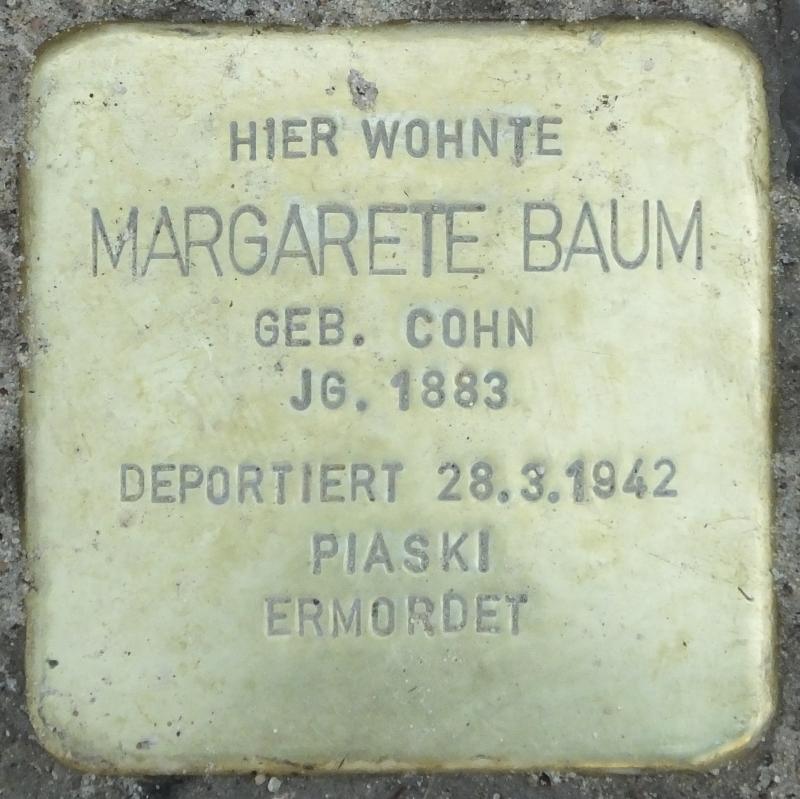 HIER WOHNTE
MARGARETE BAUM
GEB. COHN
JG. 1883
DEPORTIERT 28.3.1942
PIASKI
ERMORDET